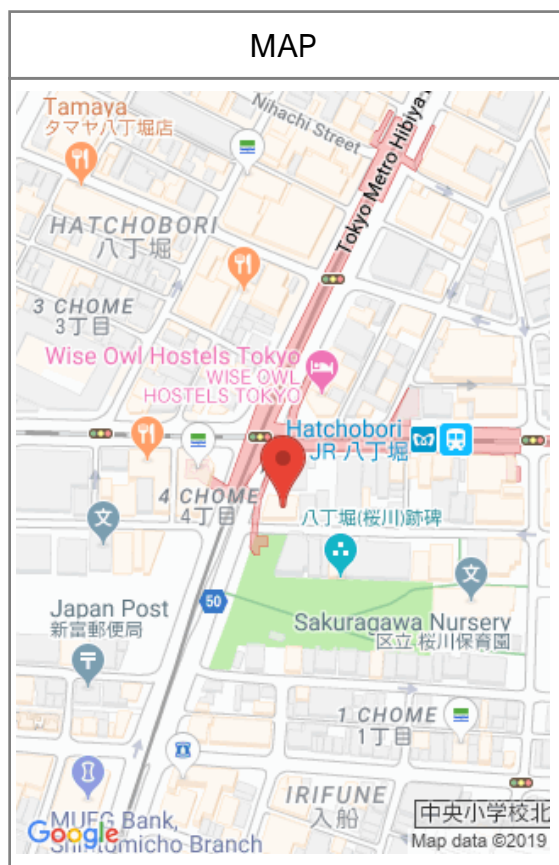 MAP
Tamaya
タマヤ八丁堀店
Nihachi Street
Tokyo Metro Hibiya
HATCHOBORI
八丁堀
3 CHOME
3丁目
Wise Owl Hostels Tokyo
WISE OWL
HOSTELS TOKYO
Hatchobori
JR 八丁堀
4 CHOME
4丁目
文
八丁堀(桜川)跡碑
文
50
Japan Post
新富郵便局
〒
Sakuragawa Nursery
区立 桜川保育園
1 CHOME
1丁目
IRIFUNE
入船
MUFG Bank,
Shintomicho Branch
Google
中央小学校北
Map data ©2019